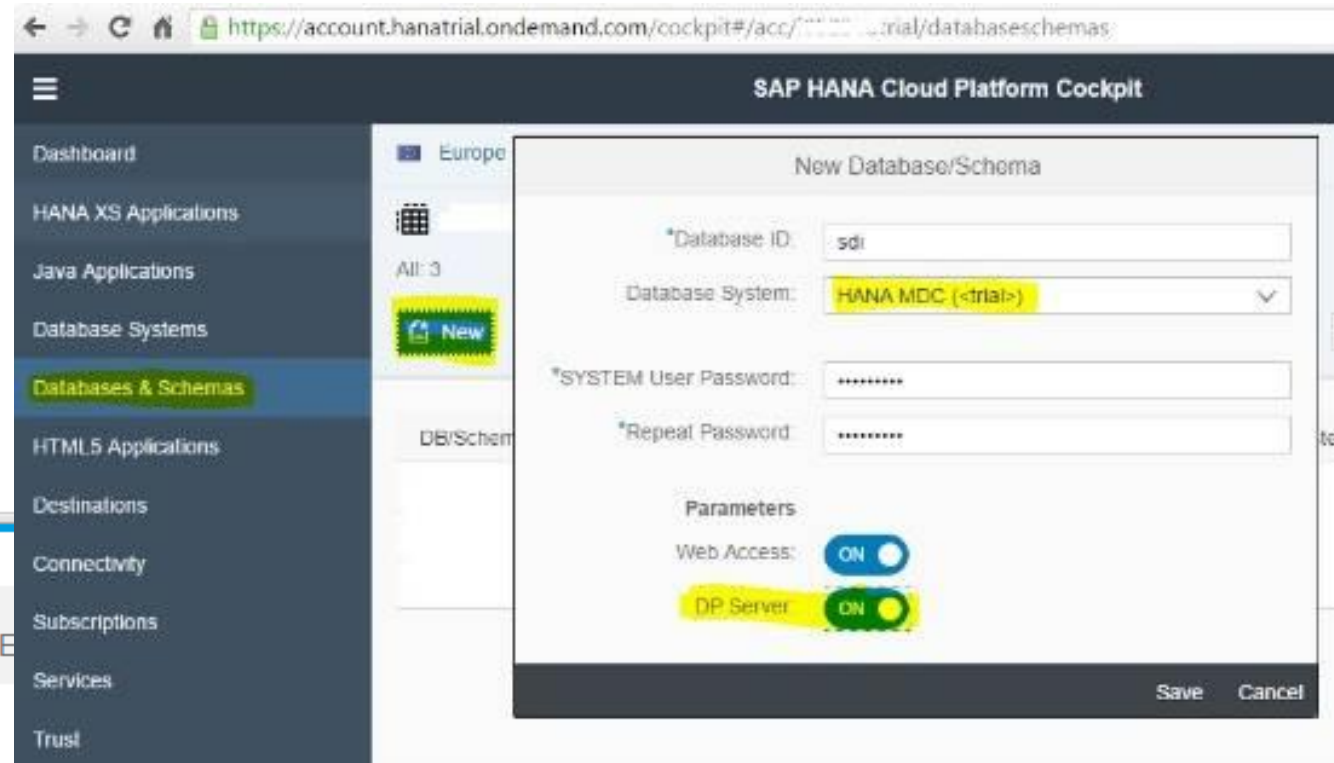 https://account.hanatrial.ondemand.com/cockpit#/acc/ rial/databaseschemas
SAP HANA Cloud Platform Cockpit
Dashboard
HANA XS Applications
Java Applications
Database Systems
Databases & Schemas
HTML5 Applications
Destinations
Connectivity
Subscriptions
Services
Trust
Europe
All: 3
New
DB/Schem
New Database/Schema
*Database ID:
sdi
Database System:
HANA MDC (<trial>)
*SYSTEM User Password:
•••••••••
*Repeat Password:
•••••••••
Parameters
Web Access:
ON
DP Server:
ON
Save Cancel
E